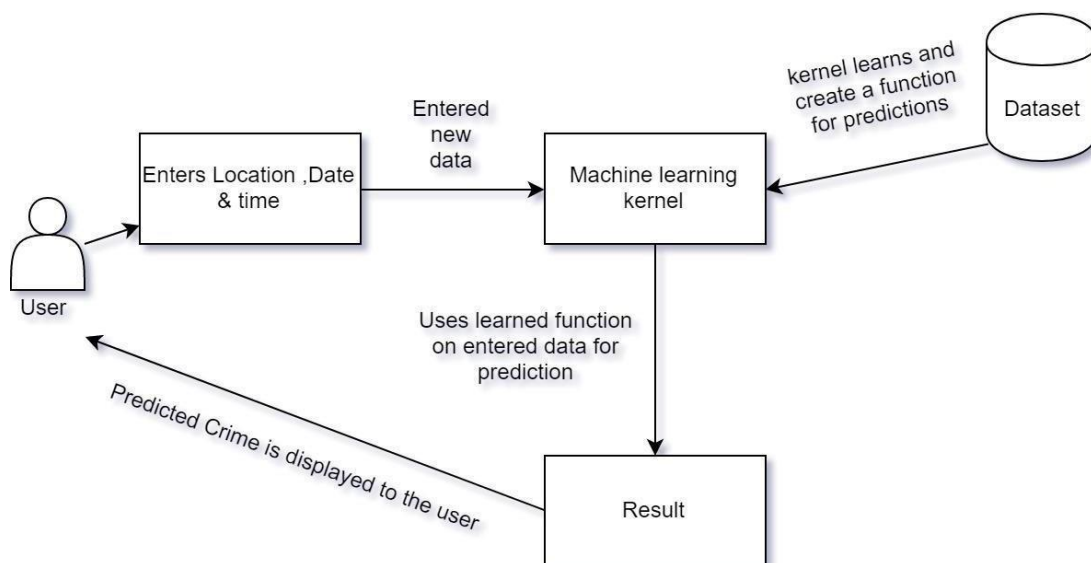 kernel learns and
create a function
for predictions
Dataset
Entered
new
data
Enters Location ,Date
& time
Machine learning
kernel
User
Uses learned function
on entered data for
prediction
Predicted Crime is displayed to the user
Result